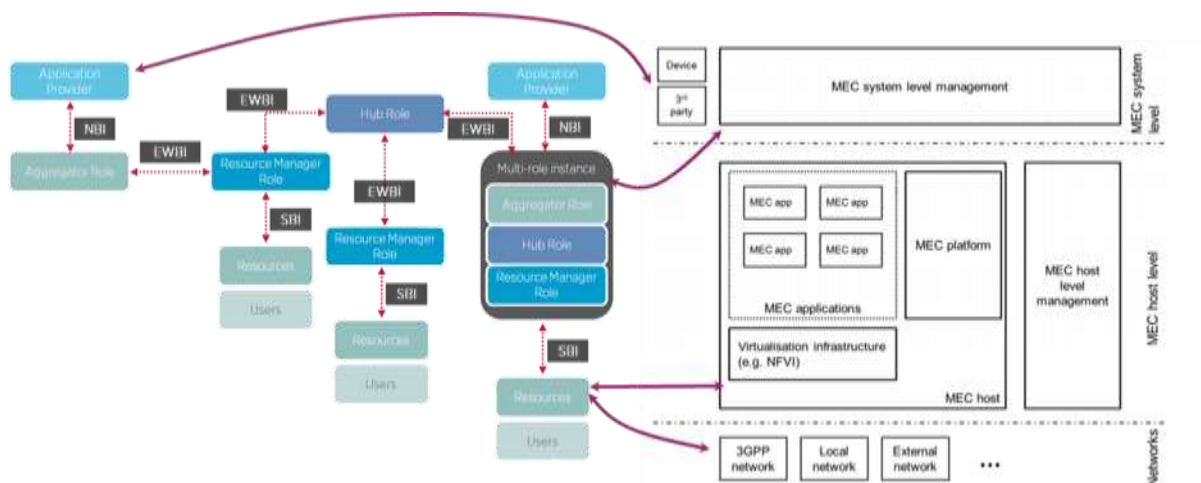 Application
Provider
NBI
Aggregator Role
EWBI
EWBI
Resource Manager
Role
SBI
Resources
Users
Hub Role
EWBI
Resource Manager
Role
SBI
Resources
Users
EWBI
Application
Provider
NBI
Multi-role instance
Aggregator Role
Hub Role
Resource Manager
Role
SBI
Resources
Users
Device
3rd
party
MEC system level management
MEC system
level
MEC app
MEC app
MEC app
MEC app
MEC applications
MEC platform
Virtualisation infrastructure
(e.g. NFVI)
MEC host
MEC host
level
management
MEC host level
3GPP
network
Local
network
External
network
•••
Networks